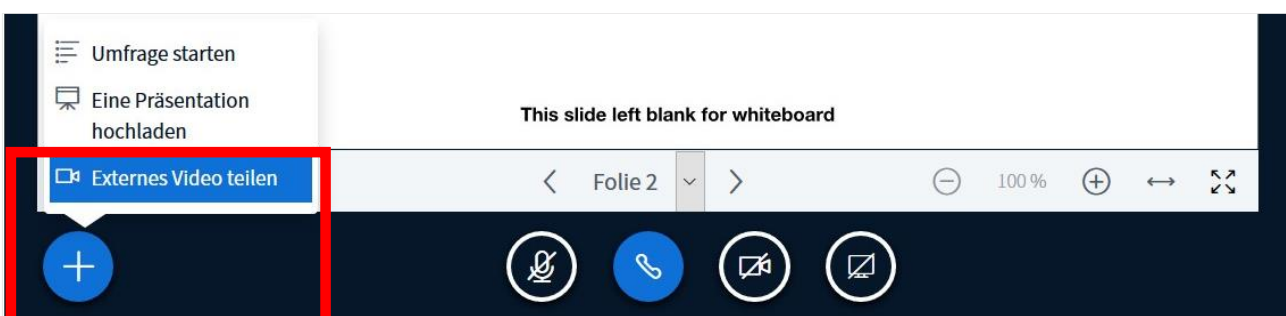 Umfrage starten
Eine Präsentation
hochladen
Externes Video teilen
This slide left blank for whiteboard
Folie 2
100 %